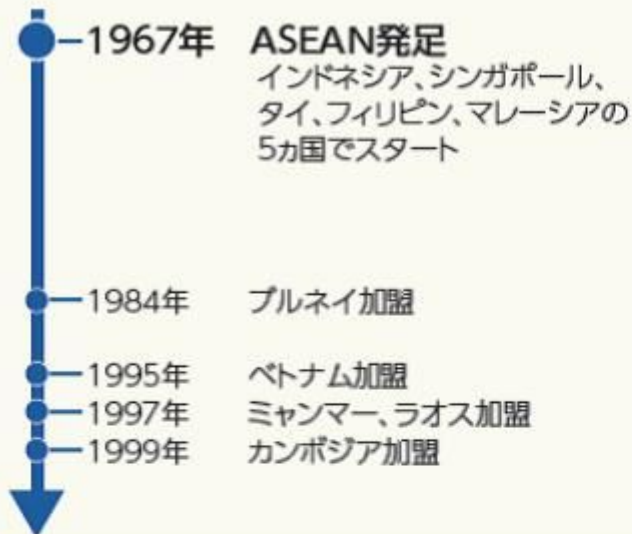 1967年 ASEAN発足
インドネシア、シンガポール、
タイ、フィリピン、マレーシアの
5ヵ国でスタート
1984年 ブルネイ加盟
1995年 ベトナム加盟
1997年 ミャンマー、ラオス加盟
1999年 カンボジア加盟